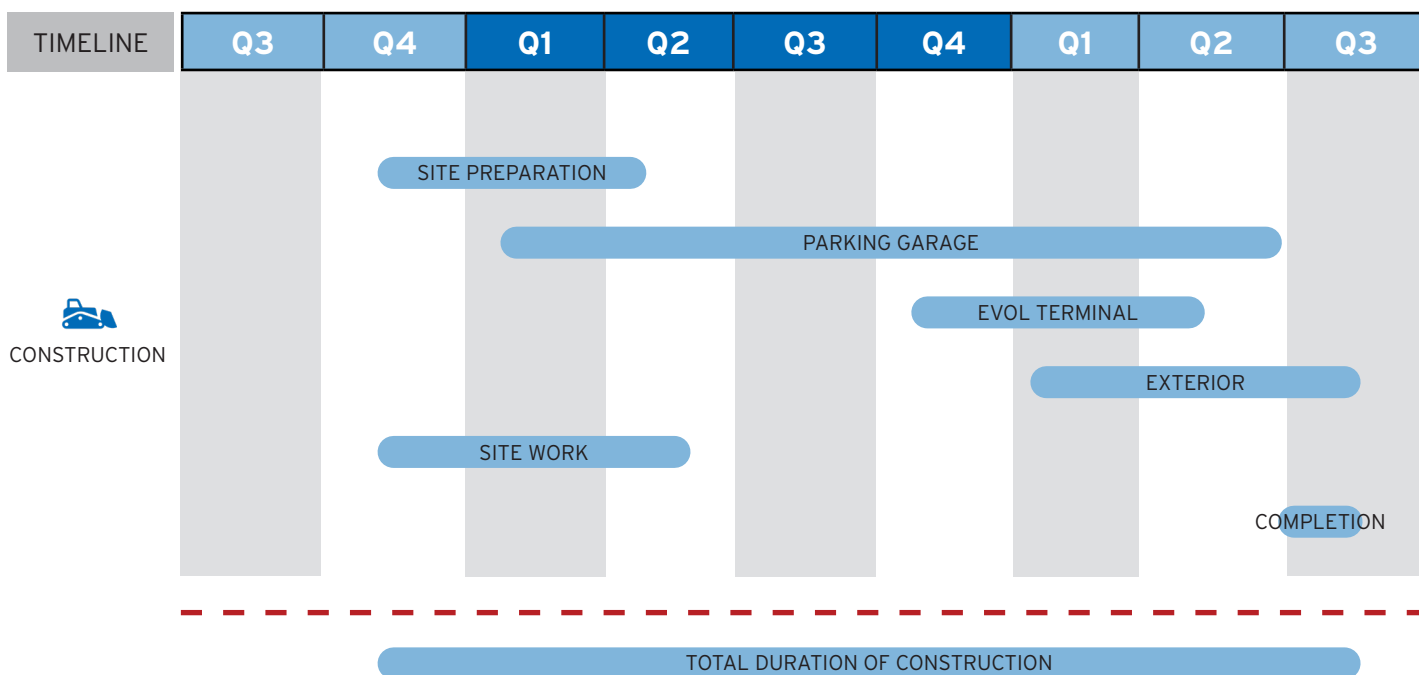 TIMELINE Q3 Q4 Q1 Q2 Q3 Q4 Q1 Q2 Q3
SITE PREPARATION
PARKING GARAGE
EVOL TERMINAL
CONSTRUCTION
EXTERIOR
SITE WORK
COMPLETION
TOTAL DURATION OF CONSTRUCTION